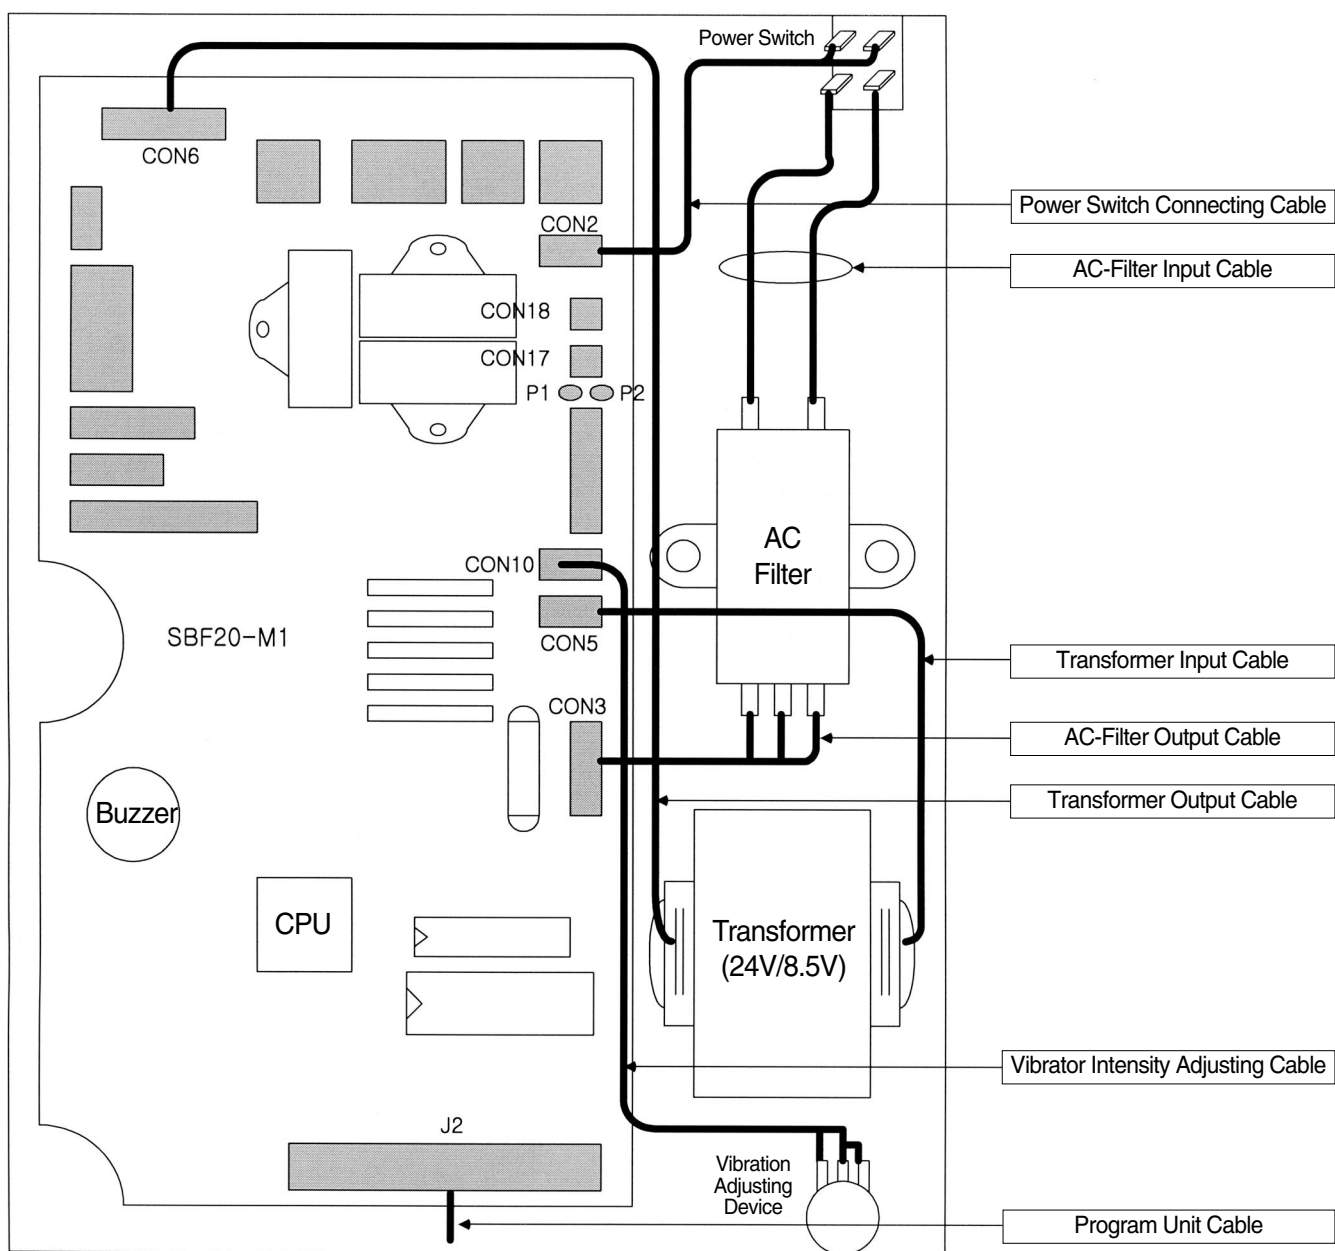 Power Switch
CON6
CON2
Power Switch Connecting Cable
AC-Filter Input Cable
CON18
CON17
P1
P2
AC
Filter
CON10
SBF20-M1
CON5
Transformer Input Cable
CON3
AC-Filter Output Cable
Buzzer
Transformer Output Cable
CPU
Transformer
(24V/8.5V)
Vibrator Intensity Adjusting Cable
J2
Vibration
Adjusting
Device
Program Unit Cable